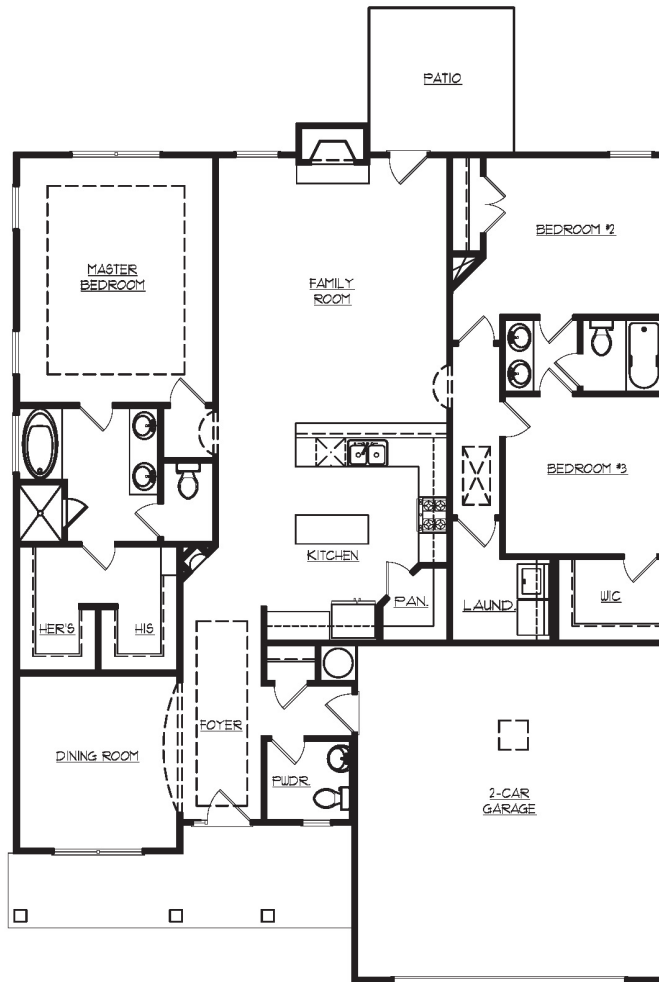 PATIO
MASTER
BEDROOM
FAMILY
ROOM
BEDROOM #2
BEDROOM #3
KITCHEN
PAN.
LAUND.
WIC
HER'S
HIS
FOYER
DINING ROOM
PWDR.
2-CAR
GARAGE